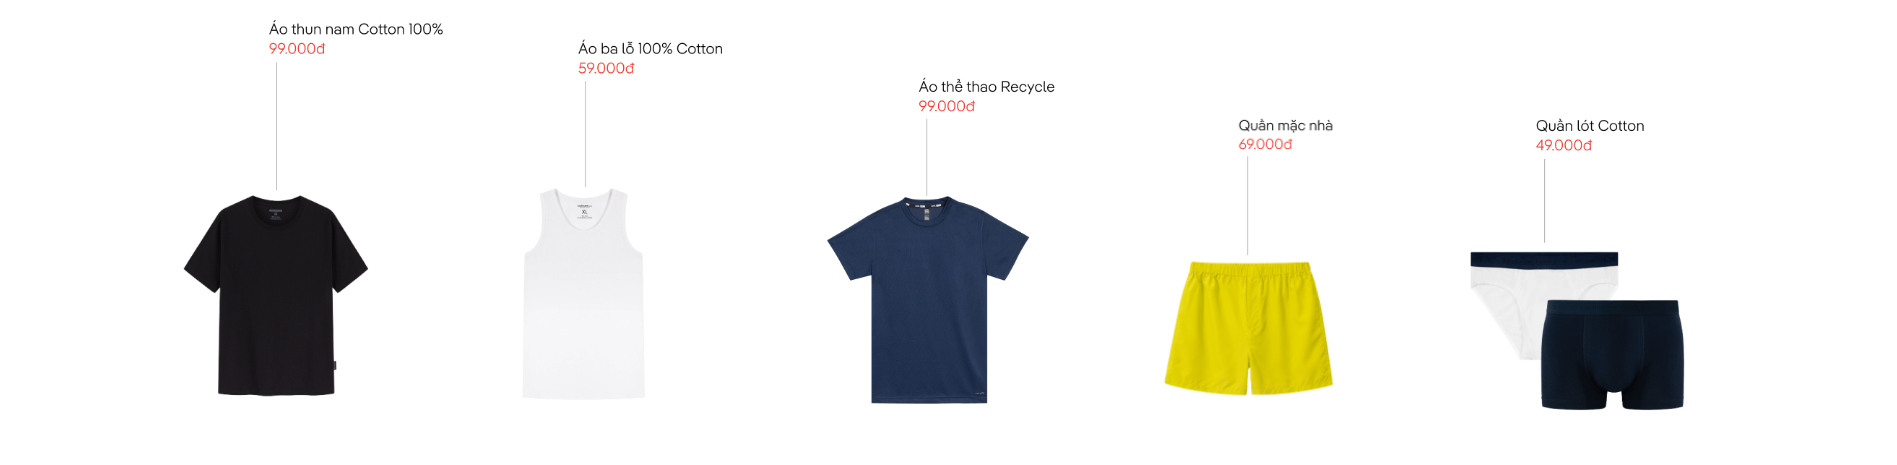 Áo thun nam Cotton 100%
99.000đ
Áo ba lỗ 100% Cotton
59.000đ
Áo thể thao Recycle
99.000đ
Quần mặc nhà
69.000đ
Quần lót Cotton
49.000đ
XL